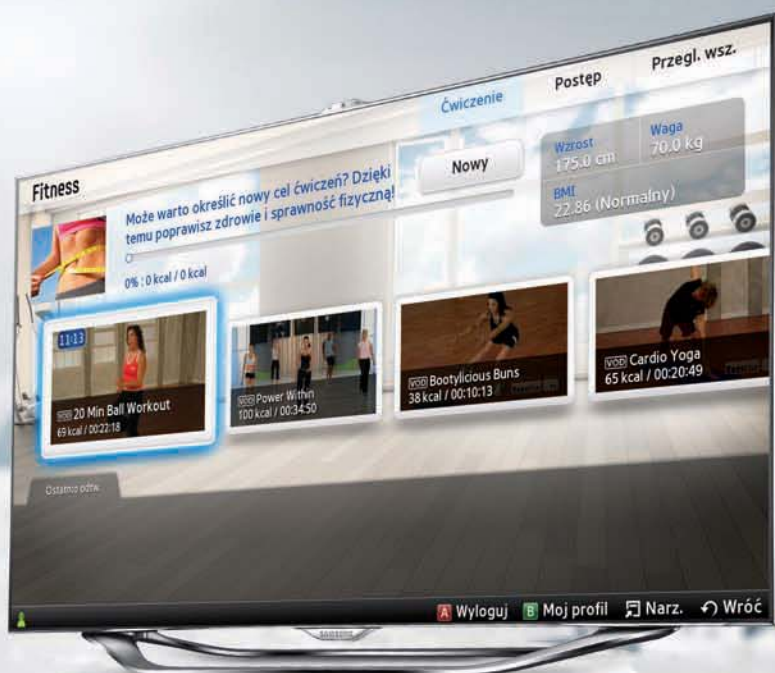 Ćwiczenie
Postęp
Przegl. wsz.
Fitness
Może warto określić nowy cel ćwiczeń? Dzięki
temu poprawisz zdrowie i sprawność fizyczną!
Nowy
Wzrost
175.0 cm
Waga
70.0 kg
BMI
22.86 (Normalny)
0% : 0 kcal / 0 kcal
11:13
VOD 20 Min Ball Workout
69 kcal / 00:22:18
VOD Power Within
100 kcal / 00:34:50
VOD Bootylicious Buns
38 kcal / 00:10:13
VOD Cardio Yoga
65 kcal / 00:20:49
Ostatnio odtw.
A Wyloguj
B Moj profil
Narz.
Wróć
SAMSUNG